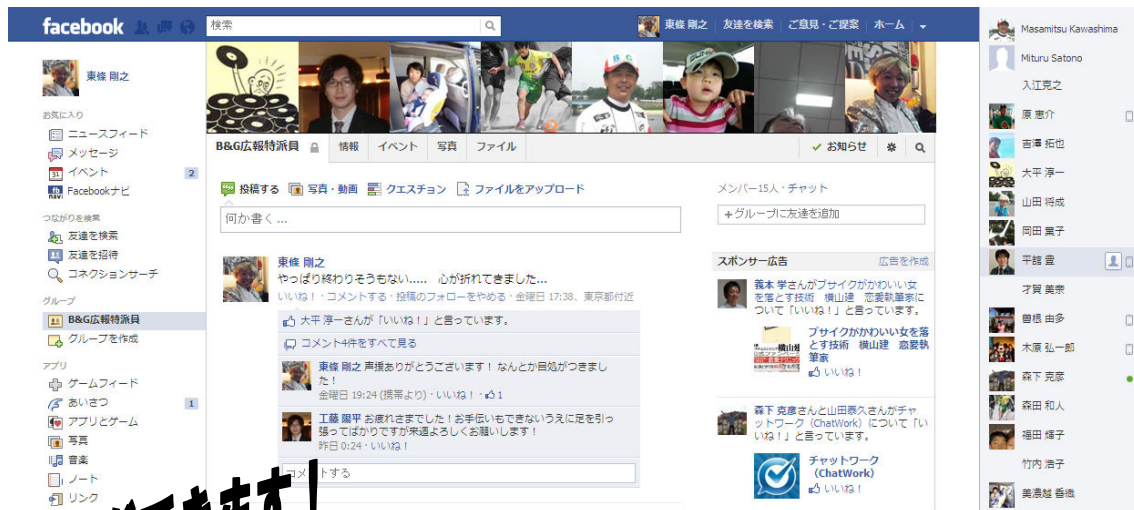 facebook
検索
東條 剛之
友達を検索
ご意見・ご提案
ホーム
東條 剛之
お気に入り
ニュースフィード
メッセージ
イベント 2
Facebookナビ
つながりを検索
友達を検索
友達を招待
コネクションサーチ
グループ
B&G広報特派員
グループを作成
アプリ
ゲームフィード
あいさつ 1
アプリとゲーム
写真
音楽
ノート
リンク
B&G広報特派員
情報
イベント
写真
ファイル
お知らせ
投稿する
写真・動画
クエスチョン
ファイルをアップロード
何か書く...
東條 剛之
やっぱり終わりそうもない..... 心が折れてきました...
いいね！・コメントする・投稿のフォローをやめる・金曜日 17:38、東京都付近
大平 淳一さんが「いいね！」と言っています。
コメント4件をすべて見る
東條 剛之 声援ありがとうございます！ なんとか目処がつきまし
た！
金曜日 19:24 (携帯より)・いいね！・1
工藤 陽平 お疲れさまでした！お手伝いもできないうえに足を引っ
張ってばかりですが来週よろしくお願いします！
昨日 0:24・いいね！
コメントする
できます！
メンバー15人・チャット
+グループに友達を追加
スポンサー広告
広告を作成
義本 学さんがブサイクがかわいい女
を落とす技術 横山建 恋愛執筆家に
ついて「いいね！」と言っています。
ブサイクがかわいい女を落
とす技術 横山建 恋愛執
筆家
いいね！
森下 克彦さんと山田泰久さんがチャ
ットワーク（ChatWork）について「い
いね！」と言っています。
チャットワーク
（ChatWork）
いいね！
Masamitsu Kawashima
Mituru Satono
入江克之
原 恵介
吉澤 拓也
大平 淳一
山田 将成
岡田 菓子
平舘 豊
才賀 美奈
曽根 由多
木原 弘一郎
森下 克彦
森田 和人
福田 輝子
竹内 浩子
美濃越 香織